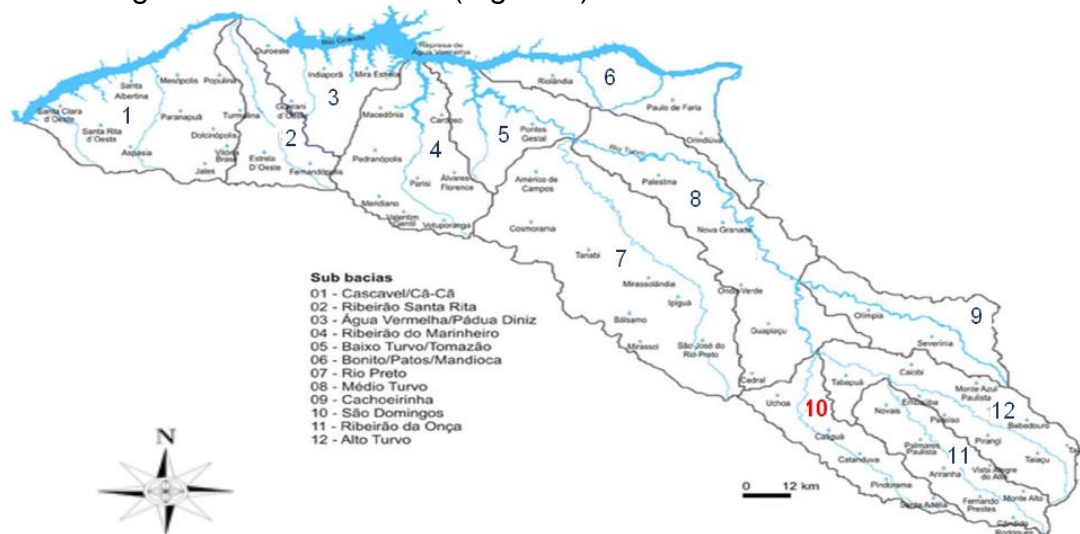 Rio Grande
Represa de
Água Vermelha
Ouroeste
Indiaporã
Mira Estrela
Riolândia
6
Paulo de Faria
Orindiúva
Santa
Albertina
Mesópolis
Populina
Santa Clara
d'Oeste
1
Santa Rita
d'Oeste
Paranapuã
Turmalina
Guarani
d'Oeste
3
Macedônia
Cardoso
5
Pontes
Gestal
Rio Turvo
Dolcinópolis
Vitória
Brasil
2
4
Aspásia
Jales
Estrela
D'Oeste
Fernandópolis
Pedranópolis
Parisi
Álvares
Florence
Américo de
Campos
Palestina
8
Meridiano
Valentim
Gentil
Votuporanga
Cosmorama
Nova Granada
Tanabi
7
Mirassolândia
Ipiguá
Onda Verde
Bálsamo
Mirassol
São José do
Rio Preto
Guapiaçu
Olímpia
9
Severínia
Cedral
Uchoa
Tabapuã
Cajobi
Monte Azul
Paulista
12
10
Novais
Embaúba
Paraíso
Bebedouro
Catiguá
Palmares
Paulista
Pirangi
11
Taiaçu
Catanduva
Ariranha
Vista Alegre
do Alto
Pindorama
Santa Adélia
Fernando
Prestes
Monte Alto
Cândido
Rodrigues
Sub bacias
01 - Cascavel/Cã-Cã
02 - Ribeirão Santa Rita
03 - Água Vermelha/Pádua Diniz
04 - Ribeirão do Marinheiro
05 - Baixo Turvo/Tomazão
06 - Bonito/Patos/Mandioca
07 - Rio Preto
08 - Médio Turvo
09 - Cachoeirinha
10 - São Domingos
11 - Ribeirão da Onça
12 - Alto Turvo
N
0 12 km